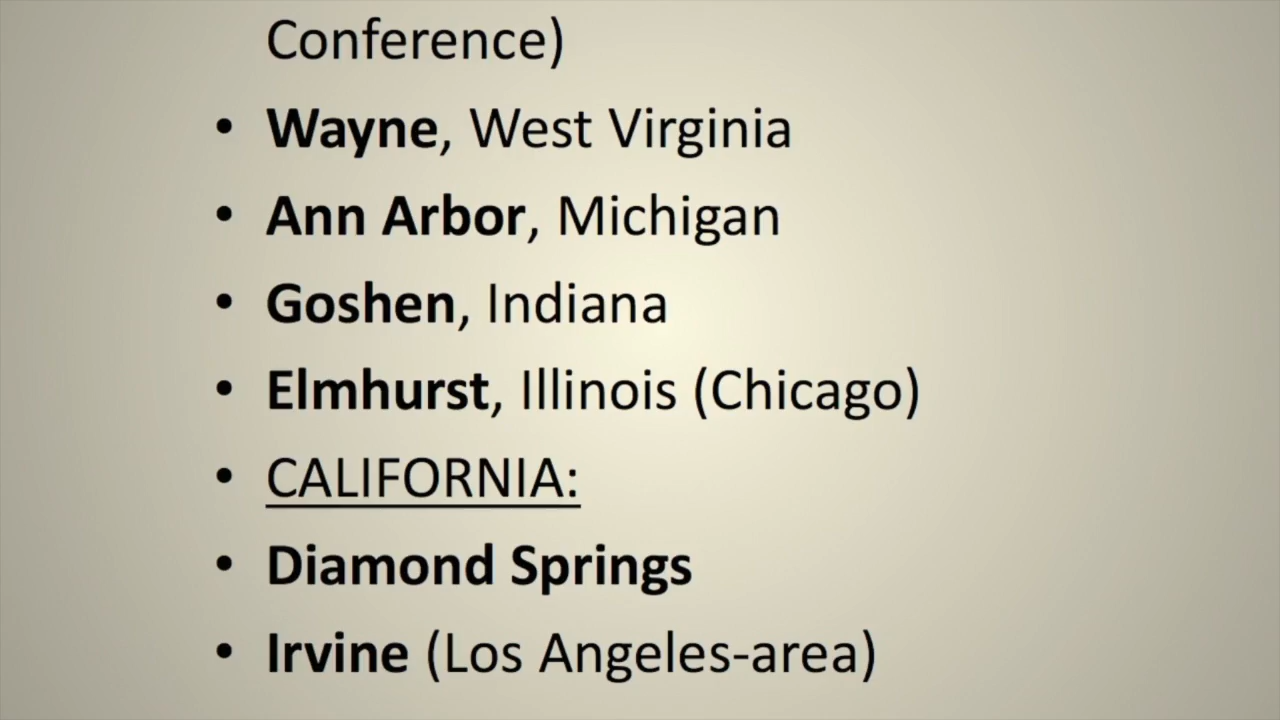 Conference)
• Wayne, West Virginia
• Ann Arbor, Michigan
• Goshen, Indiana
• Elmhurst, Illinois (Chicago)
• CALIFORNIA:
• Diamond Springs
• Irvine (Los Angeles-area)